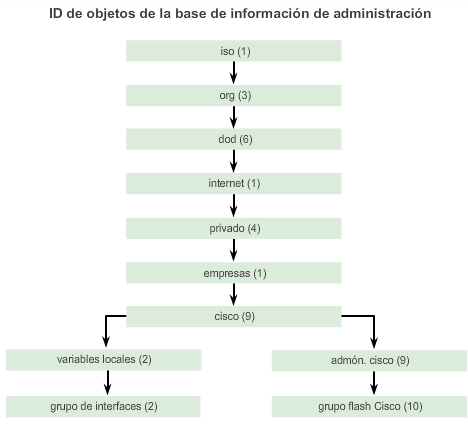 ID de objetos de la base de información de administración
iso (1)
org (3)
dod (6)
internet (1)
privado (4)
empresas (1)
cisco (9)
variables locales (2)
admón. cisco (9)
grupo de interfaces (2)
grupo flash Cisco (10)